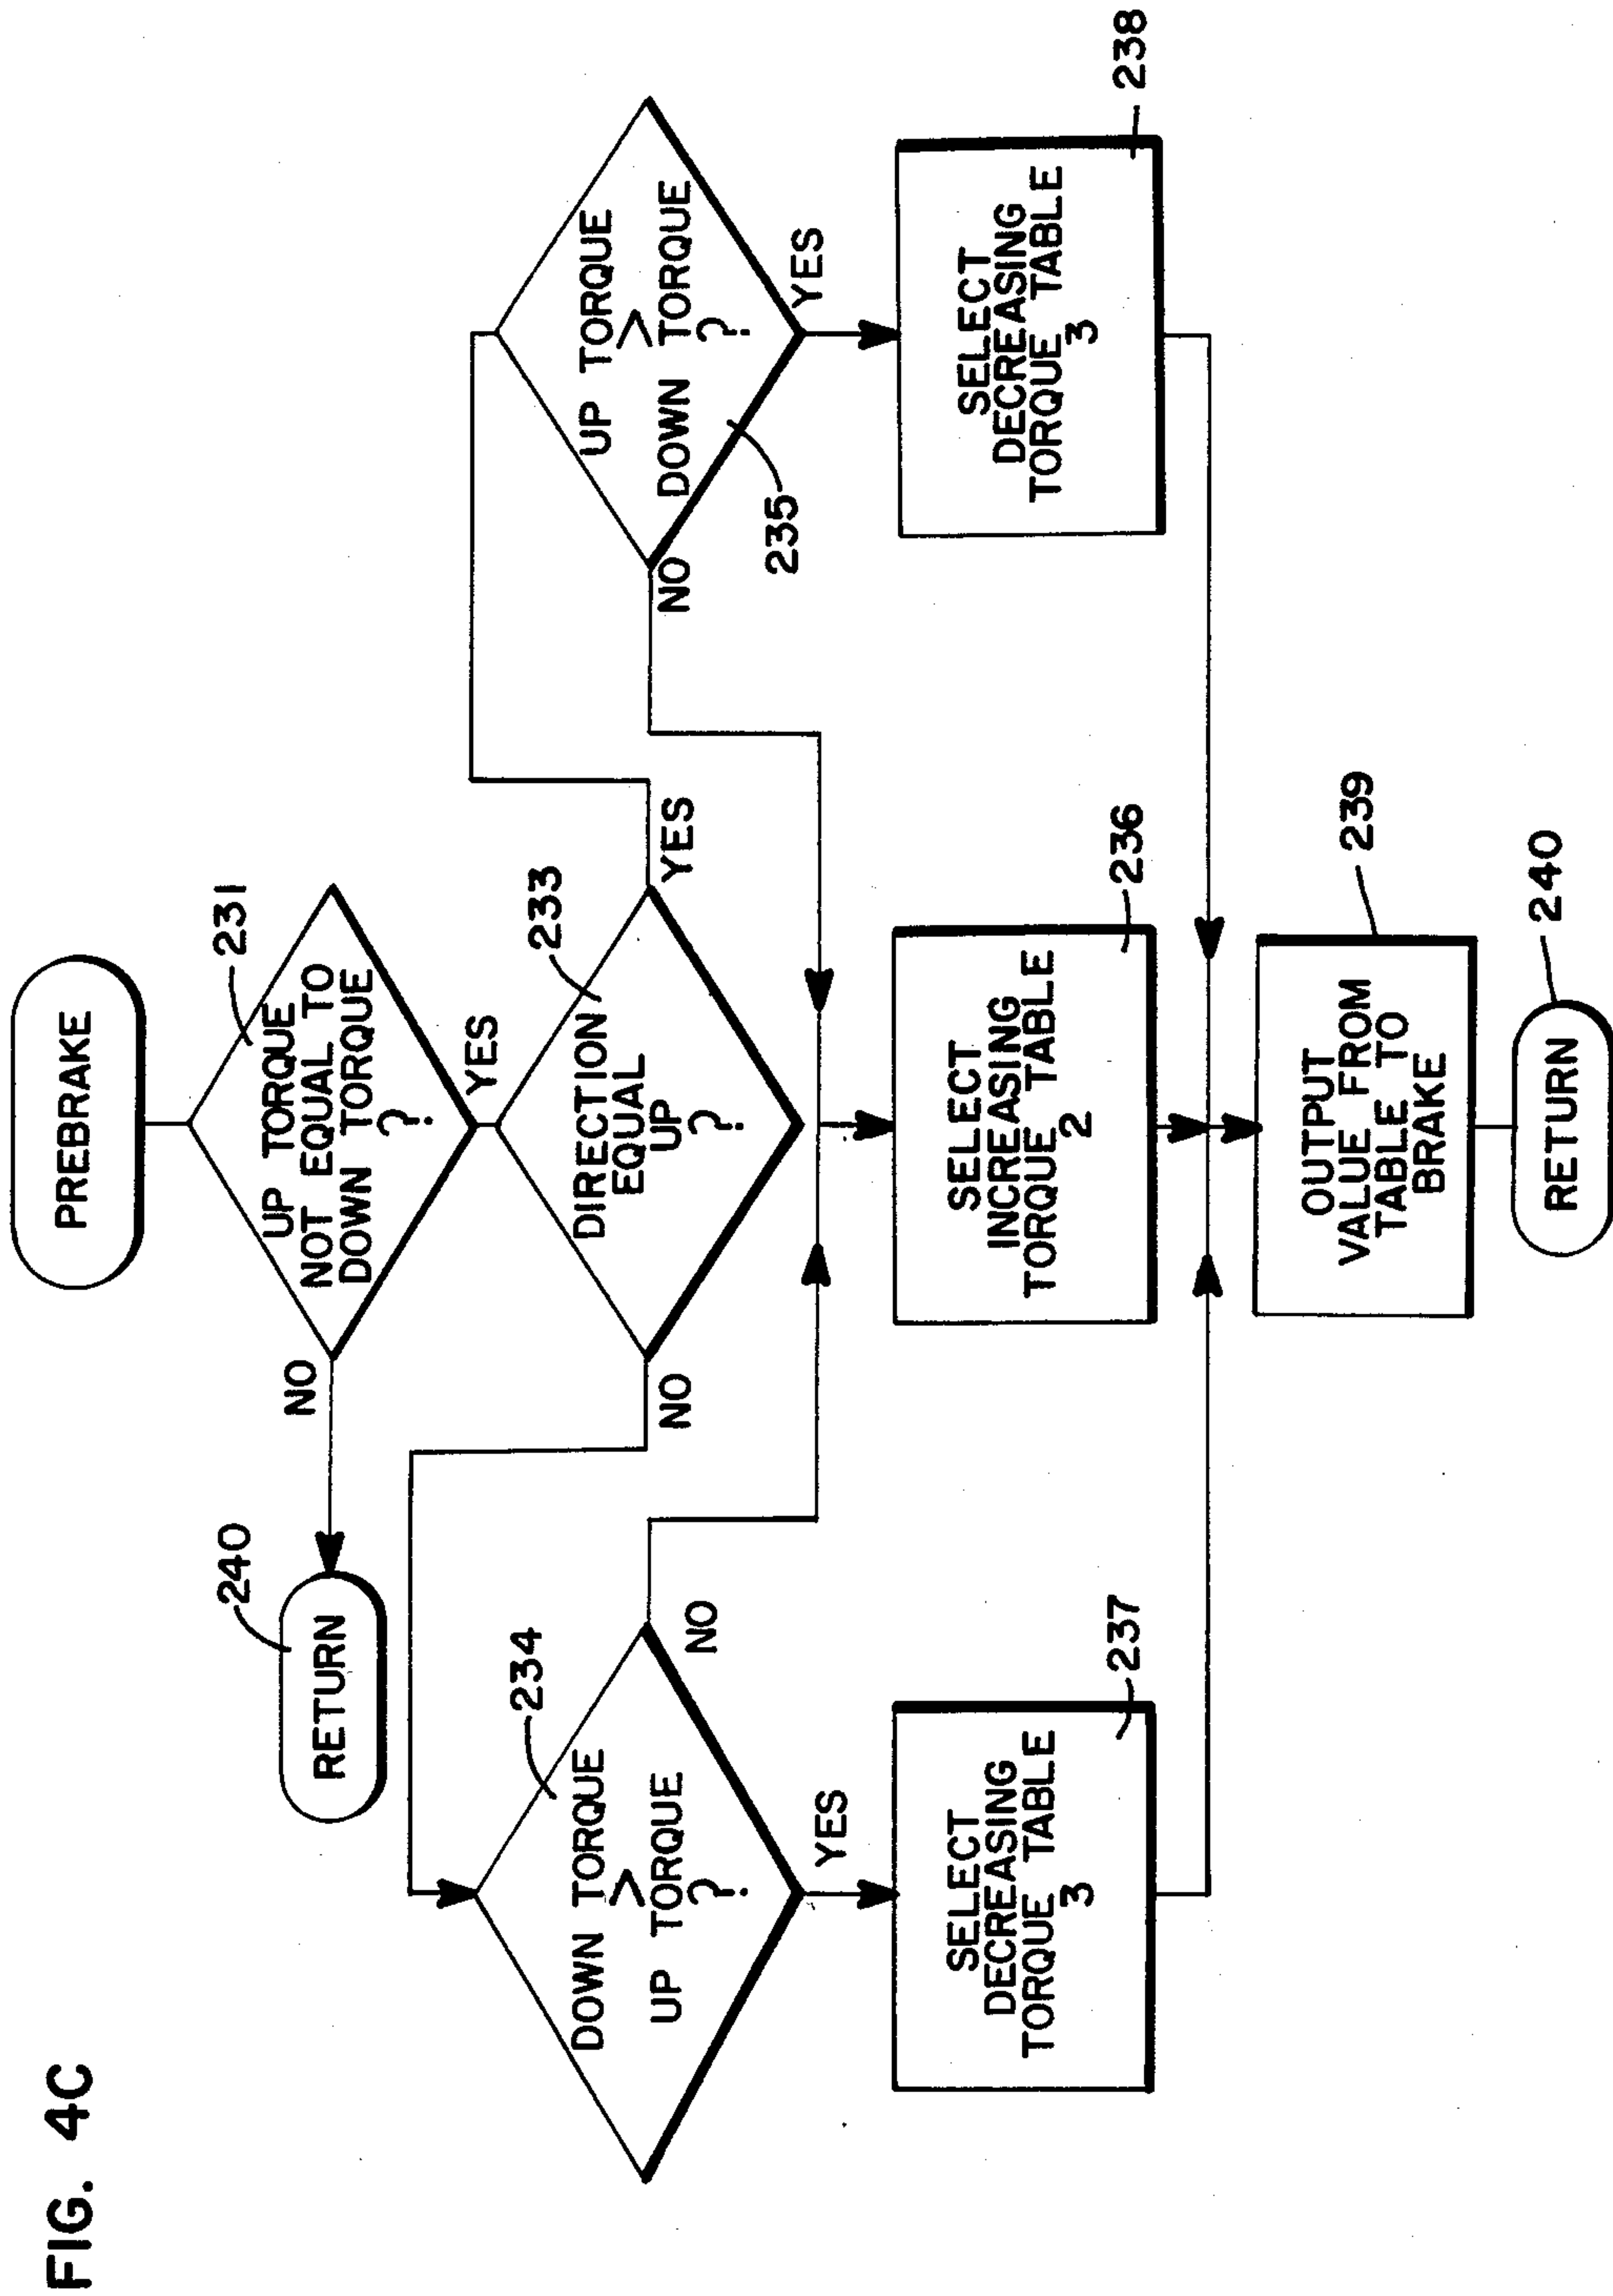 FIG. 4C
PREBRAKE
231
UP TORQUE
NOT EQUAL TO
DOWN TORQUE
?
NO
YES
240
RETURN
233
DIRECTION
EQUAL
UP
?
NO
YES
234
DOWN TORQUE
>
UP TORQUE
?
NO
YES
UP TORQUE
>
DOWN TORQUE
?
235
NO
YES
237
SELECT
DECREASING
TORQUE TABLE
3
236
SELECT
INCREASING
TORQUE TABLE
2
238
SELECT
DECREASING
TORQUE TABLE
3
239
OUTPUT
VALUE FROM
TABLE TO
BRAKE
240
RETURN